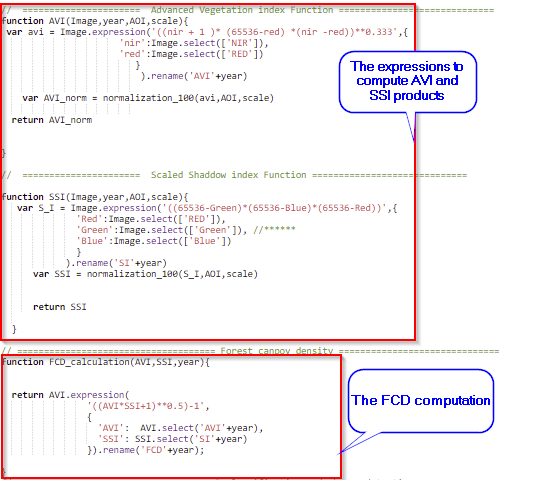 // ====================== Advanced Vegetation index Function =============================
function AVI(Image,year,AOI,scale){
var avi = Image.expression('((nir + 1 )* (65536-red) *(nir -red))**0.333',{
'nir':Image.select(['NIR']),
'red':Image.select(['RED'])
}
).rename('AVI'+year)
var AVI_norm = normalization_100(avi,AOI,scale)
return AVI_norm
}
The expressions to
compute AVI and
SSI products
// ====================== Scaled Shaddow index Function =============================
function SSI(Image,year,AOI,scale){
var S_I = Image.expression('((65536-Green)*(65536-Blue)*(65536-Red))',{
'Red':Image.select(['RED']),
'Green':Image.select(['Green']), //******
'Blue':Image.select(['Blue'])
}
).rename('SI'+year)
var SSI = normalization_100(S_I,AOI,scale)
return SSI
}
// ===================================== Forest canpoy density ==============================
function FCD_calculation(AVI,SSI,year){
return AVI.expression(
'((AVI*SSI+1)**0.5)-1',
{
'AVI': AVI.select('AVI'+year),
'SSI': SSI.select('SI'+year)
}).rename('FCD'+year);
}
The FCD computation